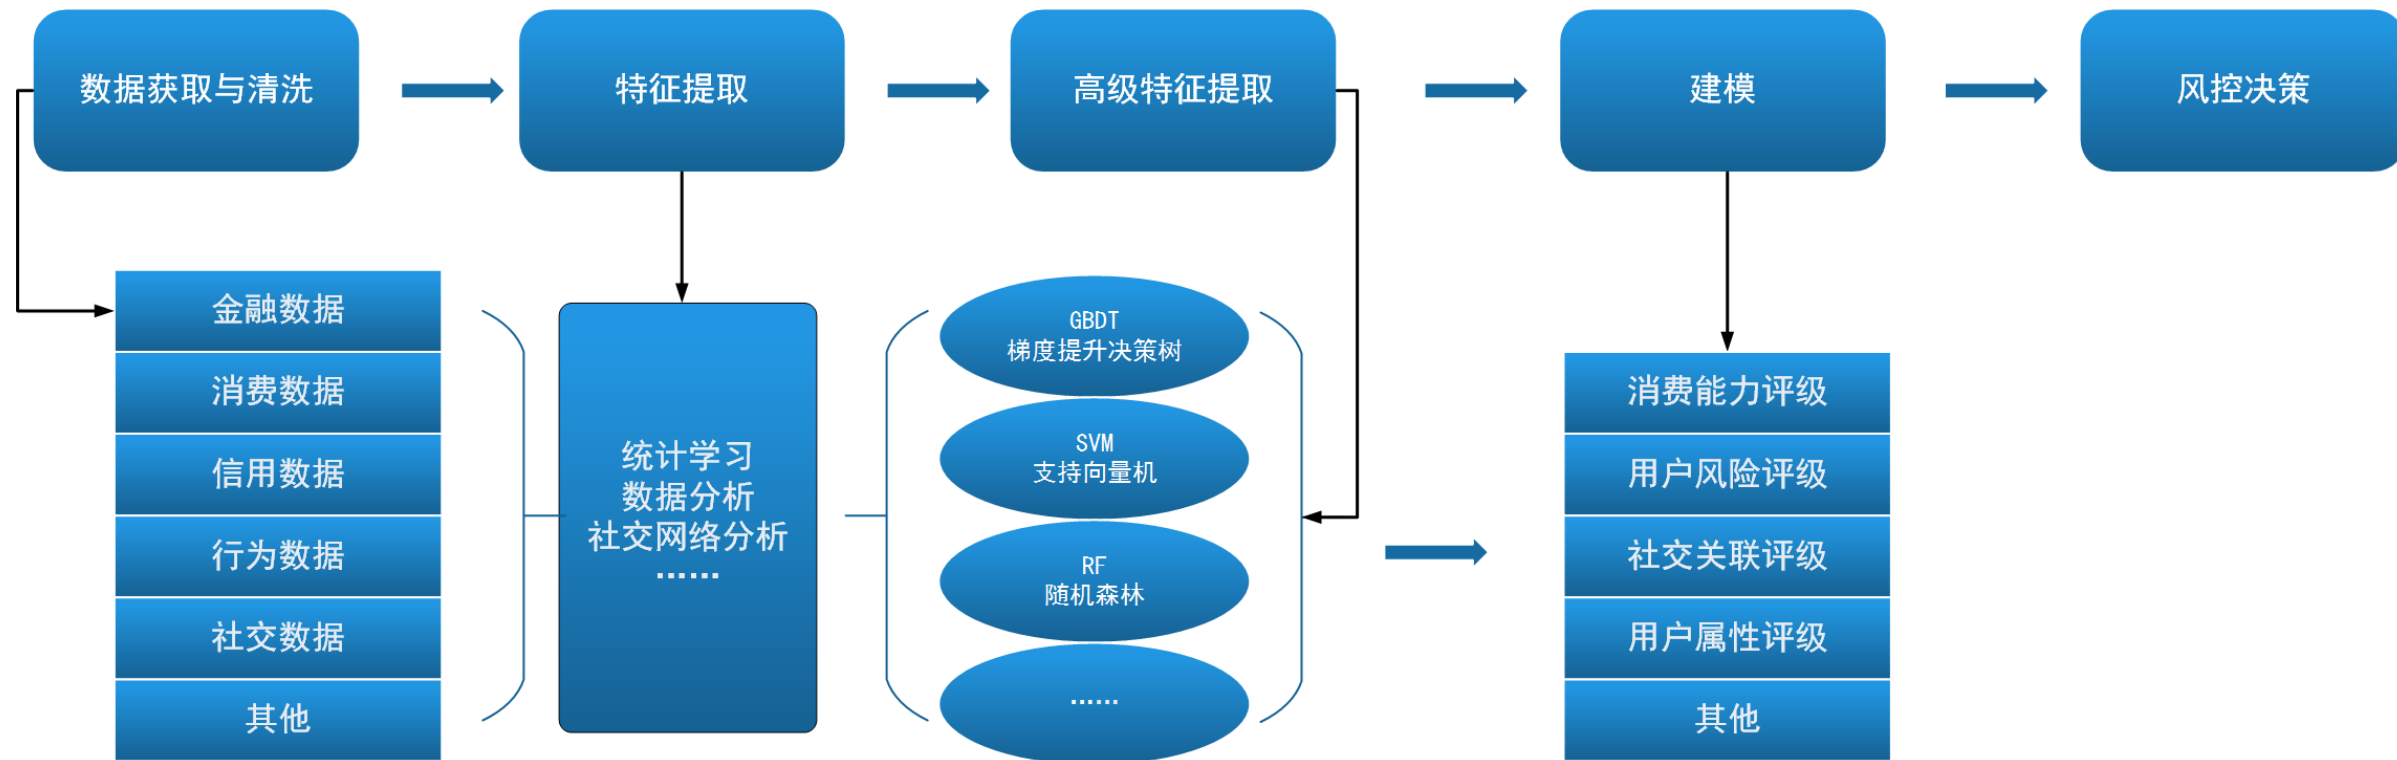 数据获取与清洗
特征提取
高级特征提取
建模
风控决策
金融数据
消费数据
信用数据
行为数据
社交数据
其他
统计学习
数据分析
社交网络分析
……
GBDT
梯度提升决策树
SVM
支持向量机
RF
随机森林
……
消费能力评级
用户风险评级
社交关联评级
用户属性评级
其他